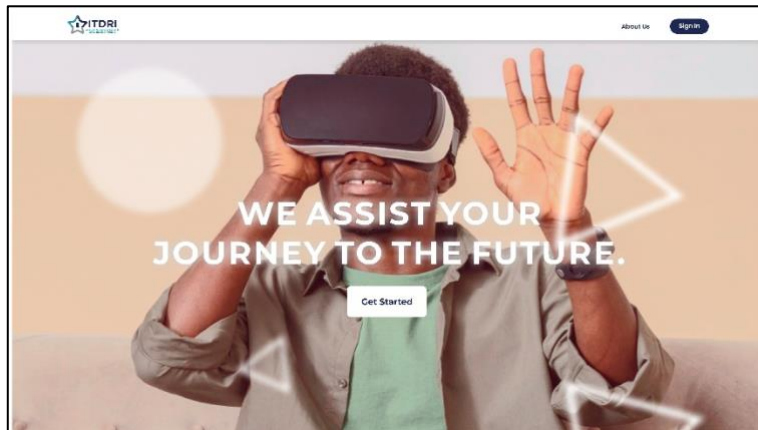 ITDRI
About Us
Sign In
WE ASSIST YOUR
JOURNEY TO THE FUTURE.
Get Started